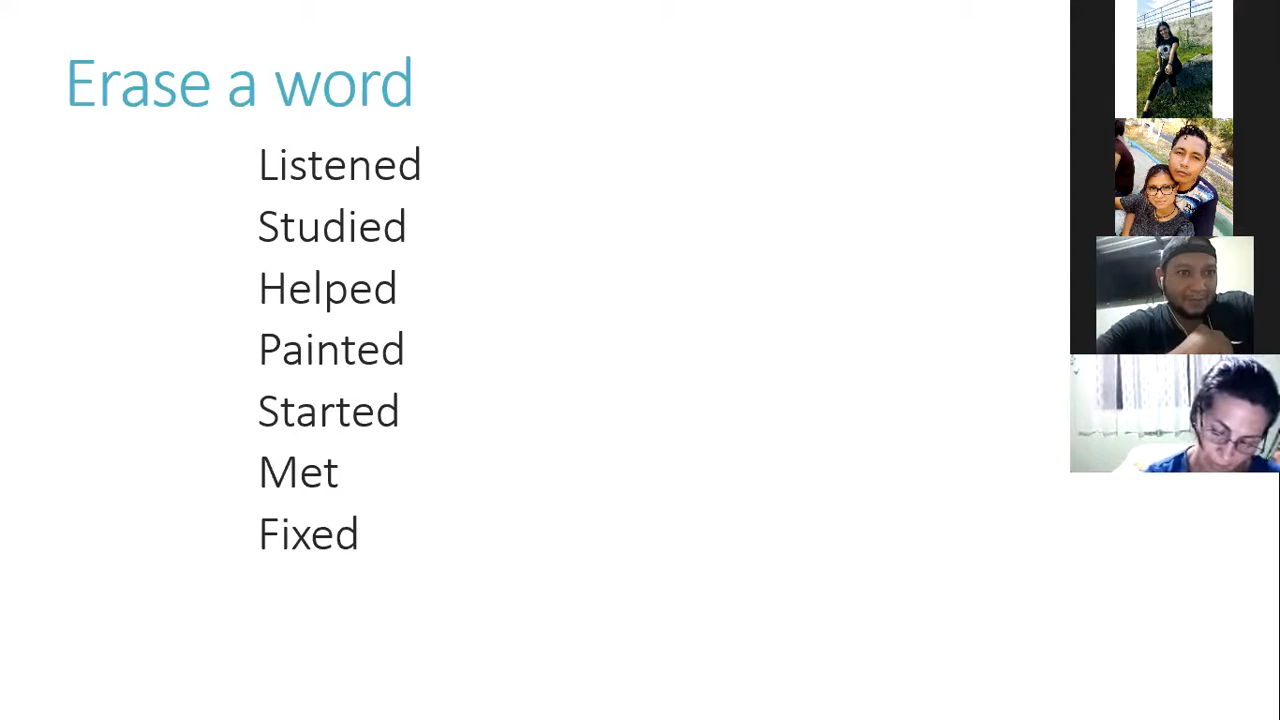 Erase a word
Listened
Studied
Helped
Painted
Started
Met
Fixed